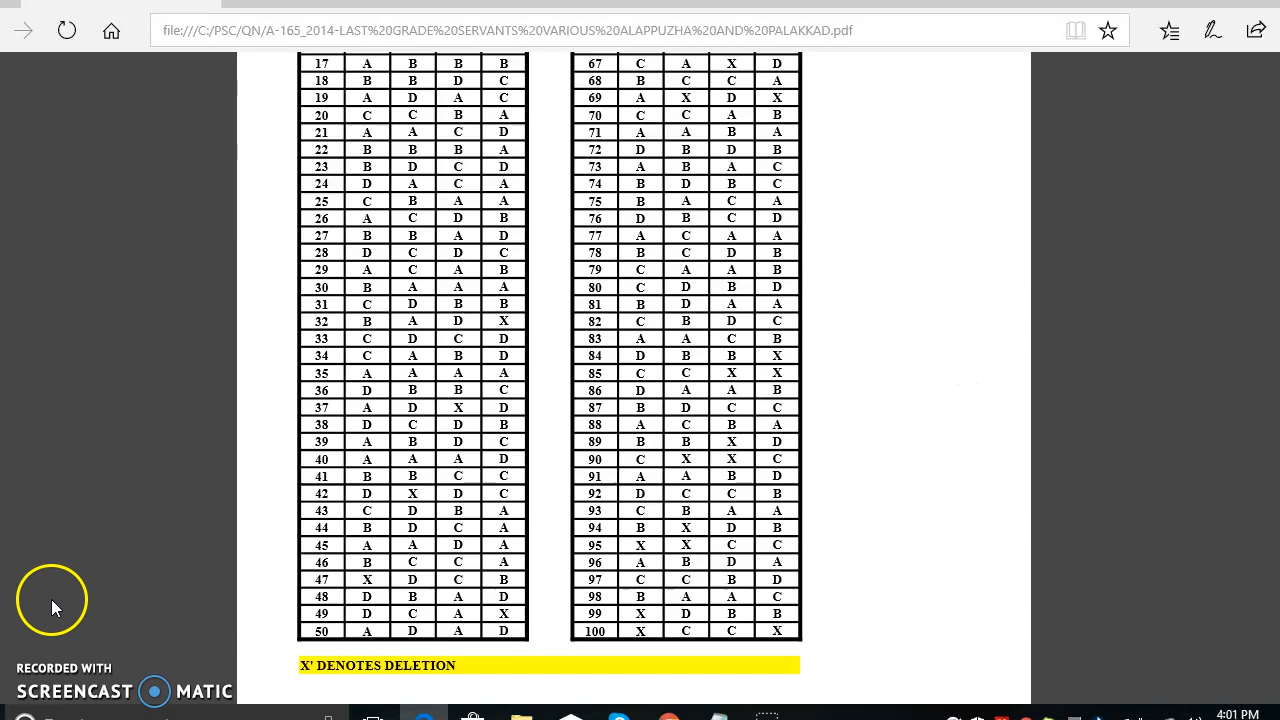 file:///C:/PSC/QN/A-165_2014-LAST%20GRADE%20SERVANTS%20VARIOUS%20ALAPPUZHA%20AND%20PALAKKAD.pdf
17 A B B B 67 C A X D
18 B B D C 68 B C C A
19 A D A C 69 A X D X
20 C C B A 70 C C A B
21 A A C D 71 A A B A
22 B B B A 72 D B D B
23 B D C D 73 A B A C
24 D A C A 74 B D B C
25 C B A A 75 B A C A
26 A C D B 76 D B C D
27 B B A D 77 A C A A
28 D C D C 78 B C D B
29 A C A B 79 C A A B
30 B A A A 80 C D B D
31 C D B B 81 B D A A
32 B A D X 82 C B D C
33 C D C D 83 A A C B
34 C A B D 84 D B B X
35 A A A A 85 C C X X
36 D B B C 86 D A A B
37 A D X D 87 B D C C
38 D C D B 88 A C B A
39 A B D C 89 B B X D
40 A A A D 90 C X X C
41 B B C C 91 A A B D
42 D X D C 92 D C C B
43 C D B A 93 C B A A
44 B D C A 94 B X D B
45 A A D A 95 X X C C
46 B C C A 96 A B D A
47 X D C B 97 C C B D
48 D B A D 98 B A A C
49 D C A X 99 X D B B
50 A D A D 100 X C C X
X' DENOTES DELETION
RECORDED WITH
SCREENCAST MATIC
4:01 PM